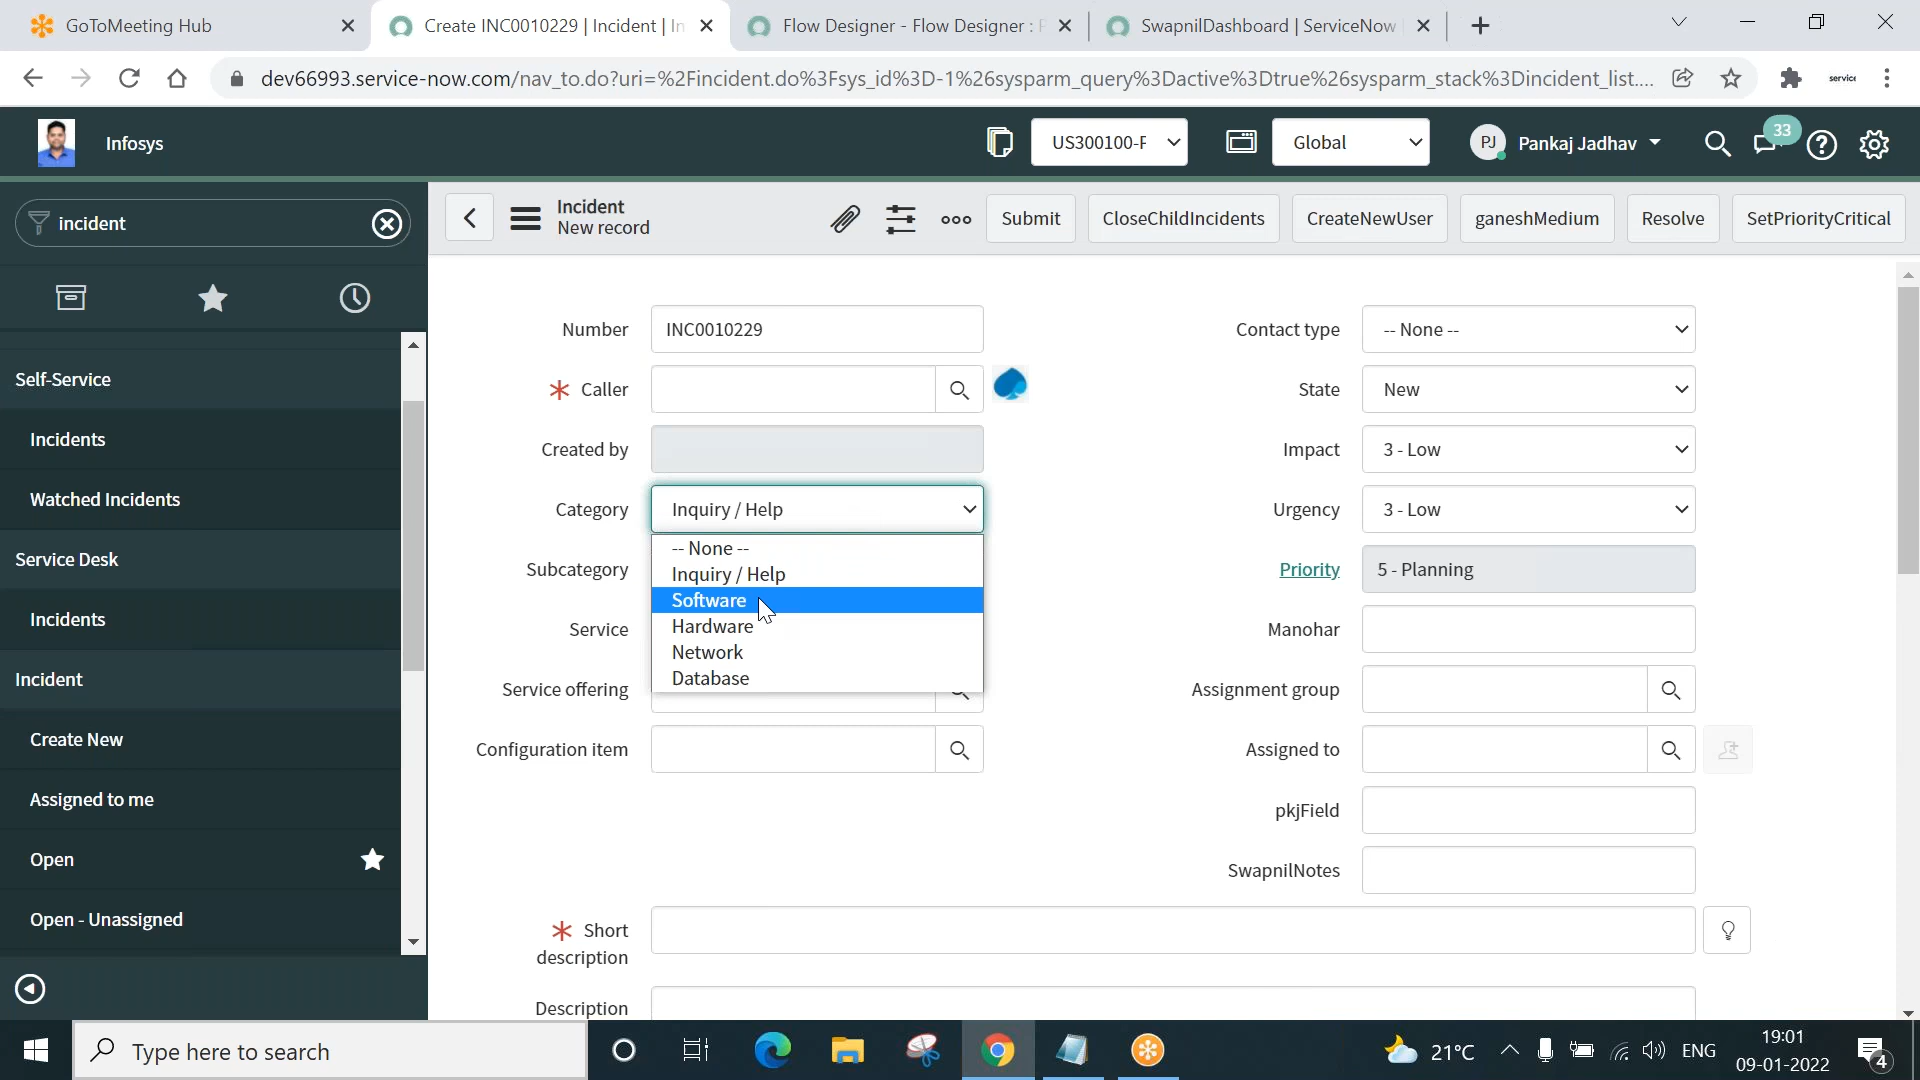 GoToMeeting Hub
Create INC0010229 | Incident | In
Flow Designer - Flow Designer : F
SwapnilDashboard | ServiceNow
dev66993.service-now.com/nav_to.do?uri=%2Fincident.do%3Fsys_id%3D-1%26sysparm_query%3Dactive%3Dtrue%26sysparm_stack%3Dincident_list....
service
Infosys
US300100-F
Global
PJ
Pankaj Jadhav
33
incident
Incident
New record
Submit
CloseChildIncidents
CreateNewUser
ganeshMedium
Resolve
SetPriorityCritical
Self-Service
Incidents
Watched Incidents
Service Desk
Incidents
Incident
Create New
Assigned to me
Open
Open - Unassigned
Number
INC0010229
Caller
Created by
Category
Inquiry / Help
-- None --
Inquiry / Help
Software
Hardware
Network
Database
Subcategory
Service
Service offering
Configuration item
Contact type
-- None --
State
New
Impact
3 - Low
Urgency
3 - Low
Priority
5 - Planning
Manohar
Assignment group
Assigned to
pkjField
SwapnilNotes
Short
description
Description
Type here to search
21°C
ENG
19:01
09-01-2022
4